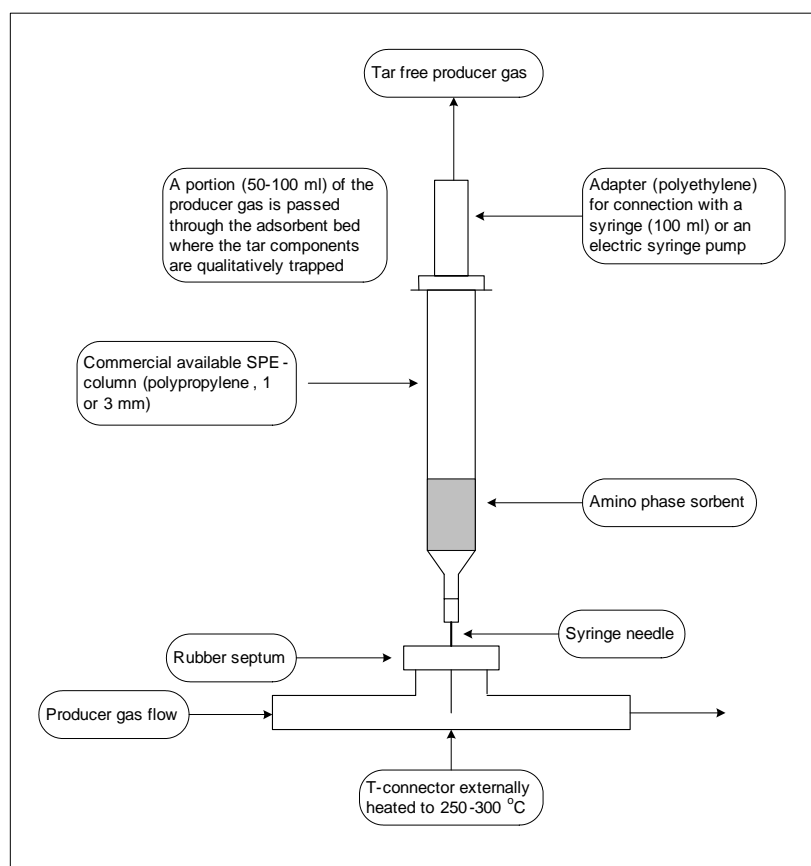 Tar free producer gas
A portion (50-100 ml) of the
producer gas is passed
through the adsorbent bed
where the tar components
are qualitatively trapped
Adapter (polyethylene)
for connection with a
syringe (100 ml) or an
electric syringe pump
Commercial available SPE-
column (polypropylene , 1
or 3 mm)
Amino phase sorbent
Syringe needle
Rubber septum
Producer gas flow
T-connector externally
heated to 250-300 °C